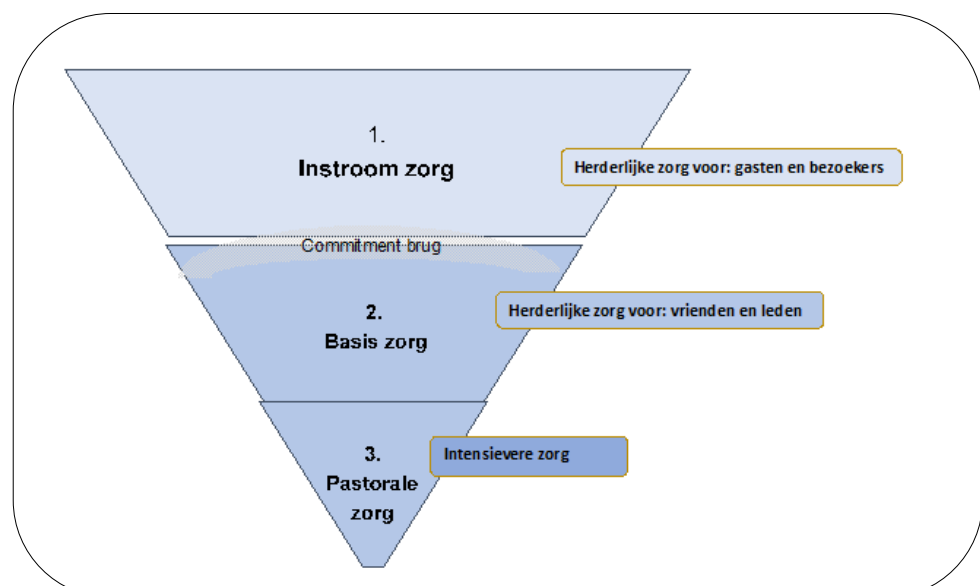 1.
Instroom zorg
Herderlijke zorg voor: gasten en bezoekers
Commitment brug
2.
Basis zorg
Herderlijke zorg voor: vrienden en leden
3.
Pastorale
zorg
Intensievere zorg